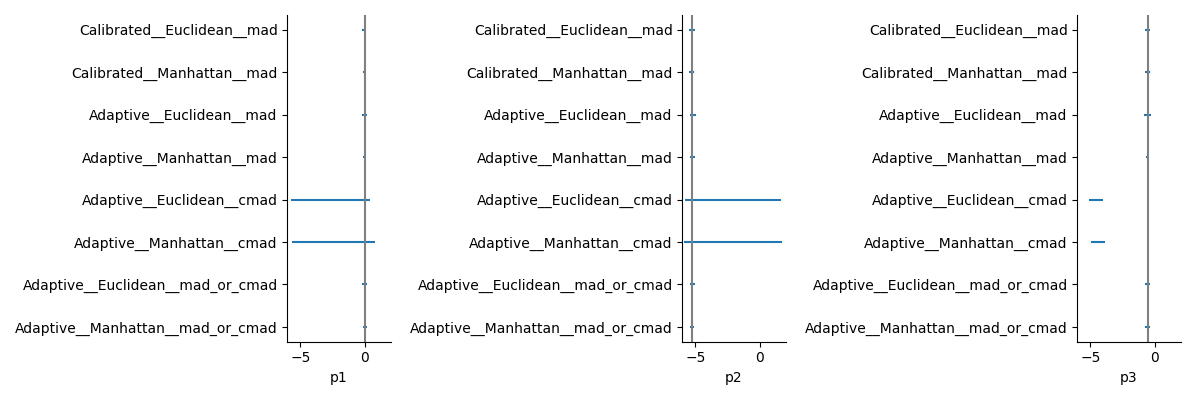 Calibrated__Euclidean__mad
Calibrated__Manhattan__mad
Adaptive__Euclidean__mad
Adaptive__Manhattan__mad
Adaptive__Euclidean__cmad
Adaptive__Manhattan__cmad
Adaptive__Euclidean__mad_or_cmad
Adaptive__Manhattan__mad_or_cmad
−5 0
p1
Calibrated__Euclidean__mad
Calibrated__Manhattan__mad
Adaptive__Euclidean__mad
Adaptive__Manhattan__mad
Adaptive__Euclidean__cmad
Adaptive__Manhattan__cmad
Adaptive__Euclidean__mad_or_cmad
Adaptive__Manhattan__mad_or_cmad
−5 0
p2
Calibrated__Euclidean__mad
Calibrated__Manhattan__mad
Adaptive__Euclidean__mad
Adaptive__Manhattan__mad
Adaptive__Euclidean__cmad
Adaptive__Manhattan__cmad
Adaptive__Euclidean__mad_or_cmad
Adaptive__Manhattan__mad_or_cmad
−5 0
p3